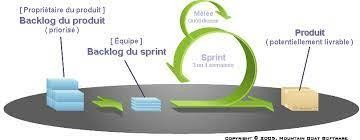 [ Propriétaire du produit ]
Backlog du produit
( priorisé )
[ Équipe ]
Backlog du sprint
Mêlée
quotidienne
Sprint
Produit
( potentiellement livrable )
COPYRIGHT © 2005, MOUNTAIN GOAT SOFTWARE